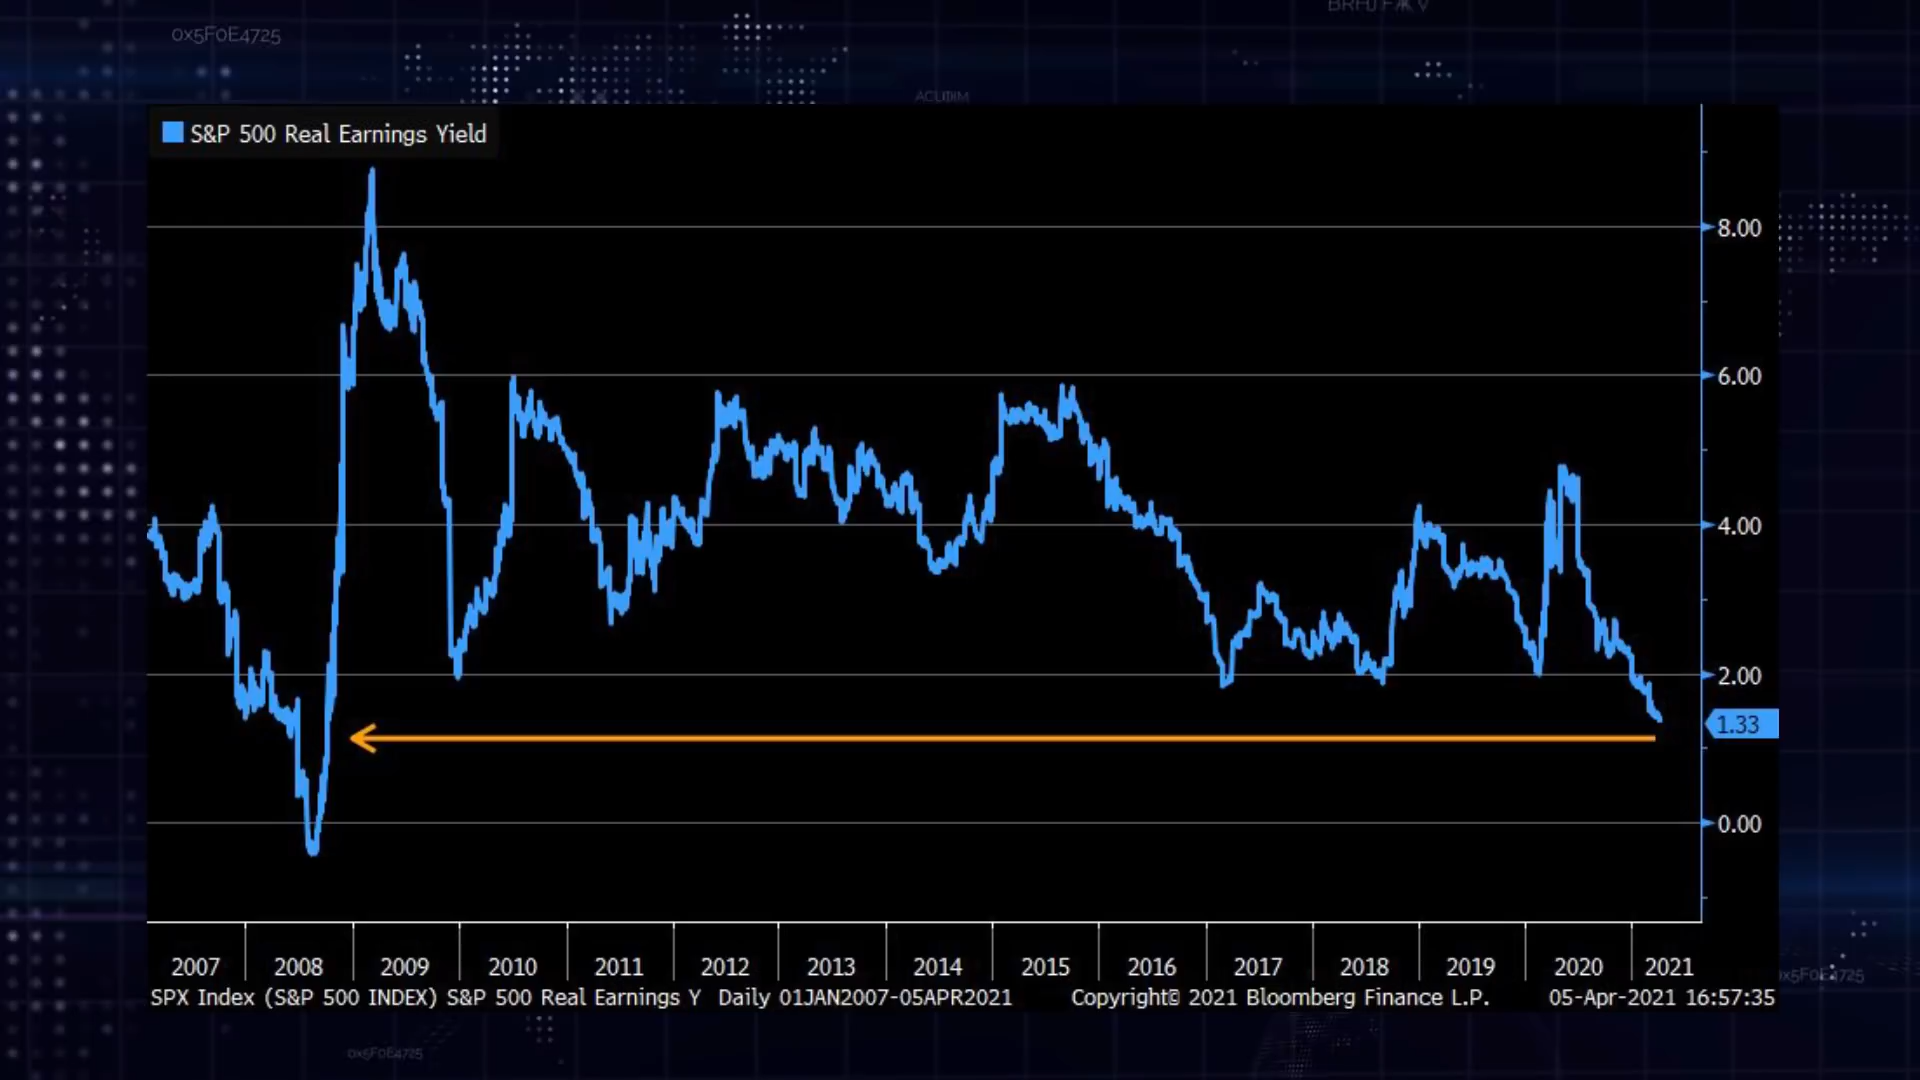 0x5F0E4725
S&P 500 Real Earnings Yield
8.00
6.00
4.00
2.00
1.33
0.00
2007 2008 2009 2010 2011 2012 2013 2014 2015 2016 2017 2018 2019 2020 2021
SPX Index (S&P 500 INDEX) S&P 500 Real Earnings Y Daily 01JAN2007-05APR2021 Copyright© 2021 Bloomberg Finance L.P. 05-Apr-2021 16:57:35
0x5F0E4725